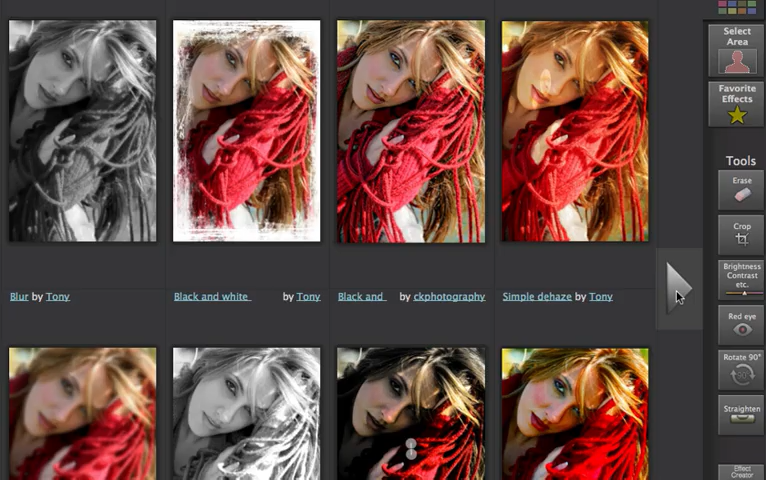 Select
Area
Favorite
Effects
Tools
Erase
Crop
Brightness
Contrast
etc.
Red eye
Rotate 90°
90°
Straighten
Effect
Creator
Blur by Tony
Black and white by Tony
Black and by ckphotography
Simple dehaze by Tony